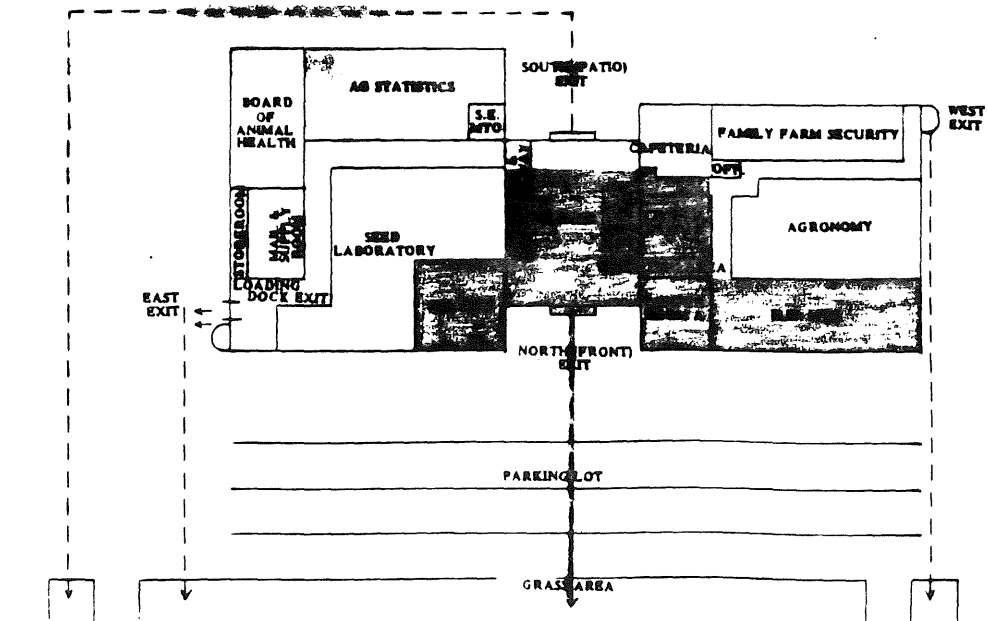 SOUTH (PATIO)
EXIT
AG STATISTICS
BOARD
OF
ANIMAL
HEALTH
S.E.
MTG
WEST
EXIT
FAMILY FARM SECURITY
CAFETERIA
STOREROOM
MAIL &
SUPPLY
ROOM
SEED
LABORATORY
AGRONOMY
LOADING
DOCK EXIT
EAST
EXIT
NORTH (FRONT)
EXIT
PARKING LOT
GRASS AREA